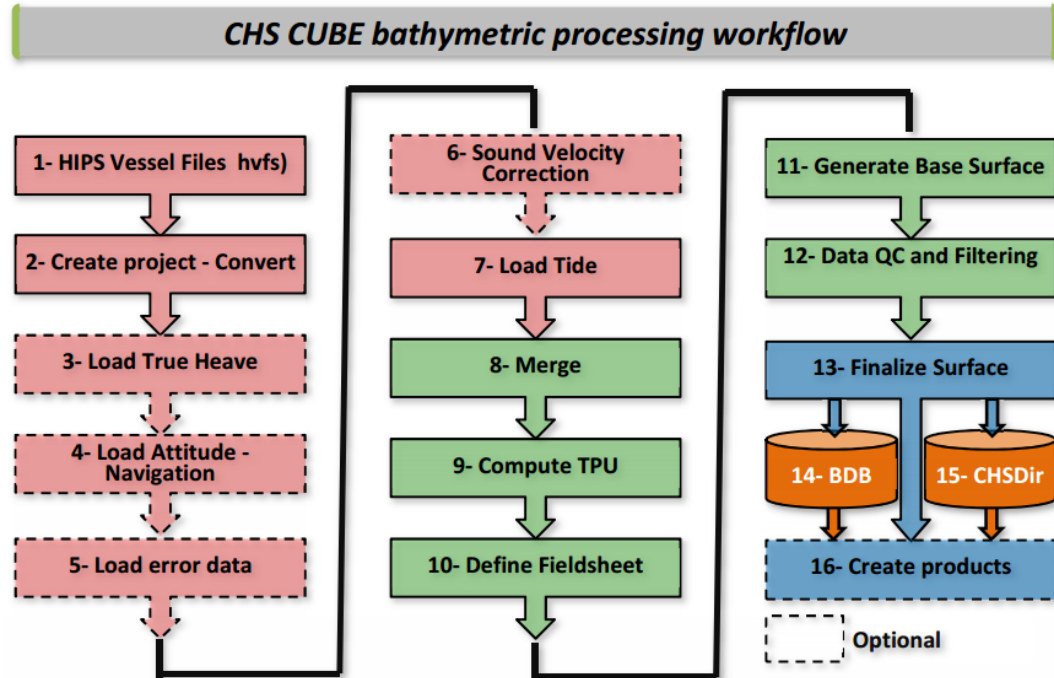 CHS CUBE bathymetric processing workflow
1- HIPS Vessel Files hvfs)
2- Create project - Convert
3- Load True Heave
4- Load Attitude -
Navigation
5- Load error data
6- Sound Velocity
Correction
7- Load Tide
8- Merge
9- Compute TPU
10- Define Fieldsheet
11- Generate Base Surface
12- Data QC and Filtering
13- Finalize Surface
14- BDB
15- CHSDir
16- Create products
Optional